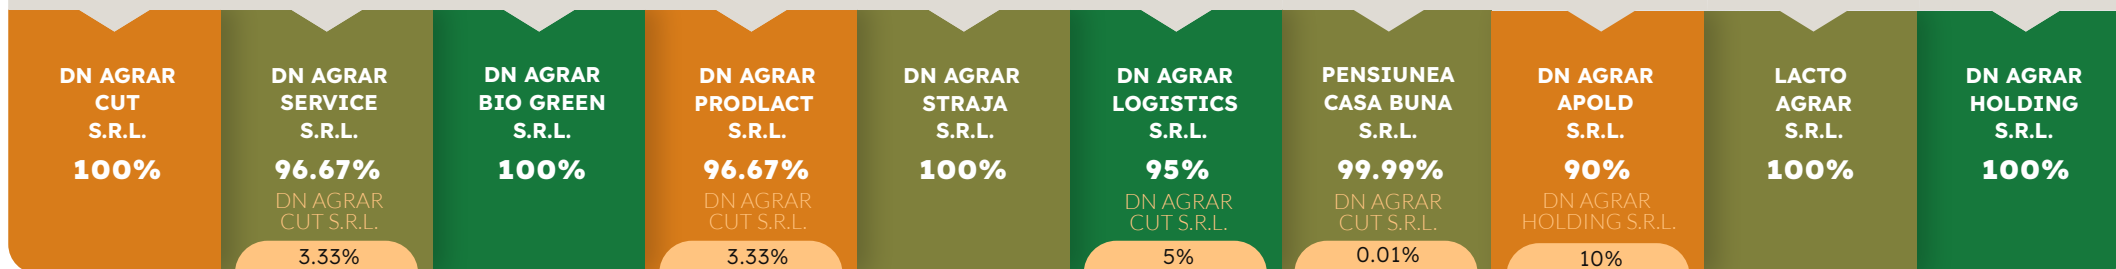 DN AGRAR
CUT
S.R.L.
100%
DN AGRAR
SERVICE
S.R.L.
96.67%
DN AGRAR
CUT S.R.L.
3.33%
DN AGRAR
BIO GREEN
S.R.L.
100%
DN AGRAR
PRODLACT
S.R.L.
96.67%
DN AGRAR
CUT S.R.L.
3.33%
DN AGRAR
STRAJA
S.R.L.
100%
DN AGRAR
LOGISTICS
S.R.L.
95%
DN AGRAR
CUT S.R.L.
5%
PENSIUNEA
CASA BUNA
S.R.L.
99.99%
DN AGRAR
CUT S.R.L.
0.01%
DN AGRAR
APOLD
S.R.L.
90%
DN AGRAR
HOLDING S.R.L.
10%
LACTO
AGRAR
S.R.L.
100%
DN AGRAR
HOLDING
S.R.L.
100%